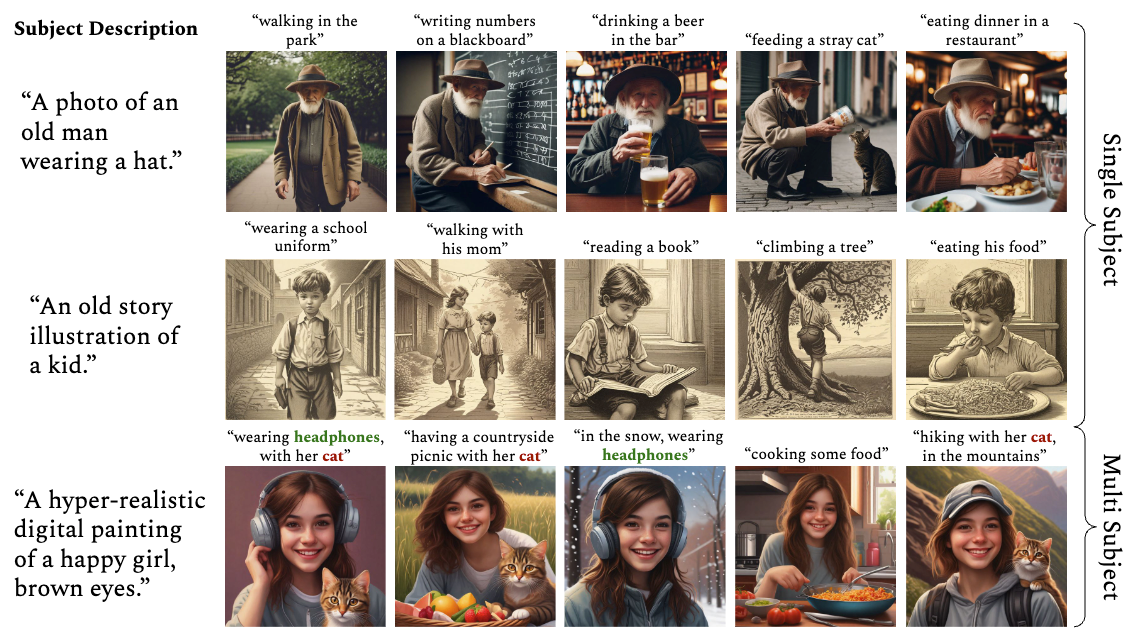 Subject Description
“walking in the
park”
“writing numbers
on a blackboard”
“drinking a beer
in the bar”
“feeding a stray cat”
“eating dinner in a
restaurant”
“A photo of an
old man
wearing a hat.”
Single Subject
“wearing a school
uniform”
“walking with
his mom”
“reading a book”
“climbing a tree”
“eating his food”
“An old story
illustration of
a kid.”
“wearing headphones,
with her cat”
“having a countryside
picnic with her cat”
“in the snow, wearing
headphones”
“cooking some food”
“hiking with her cat,
in the mountains”
“A hyper-realistic
digital painting
of a happy girl,
brown eyes.”
Multi Subject